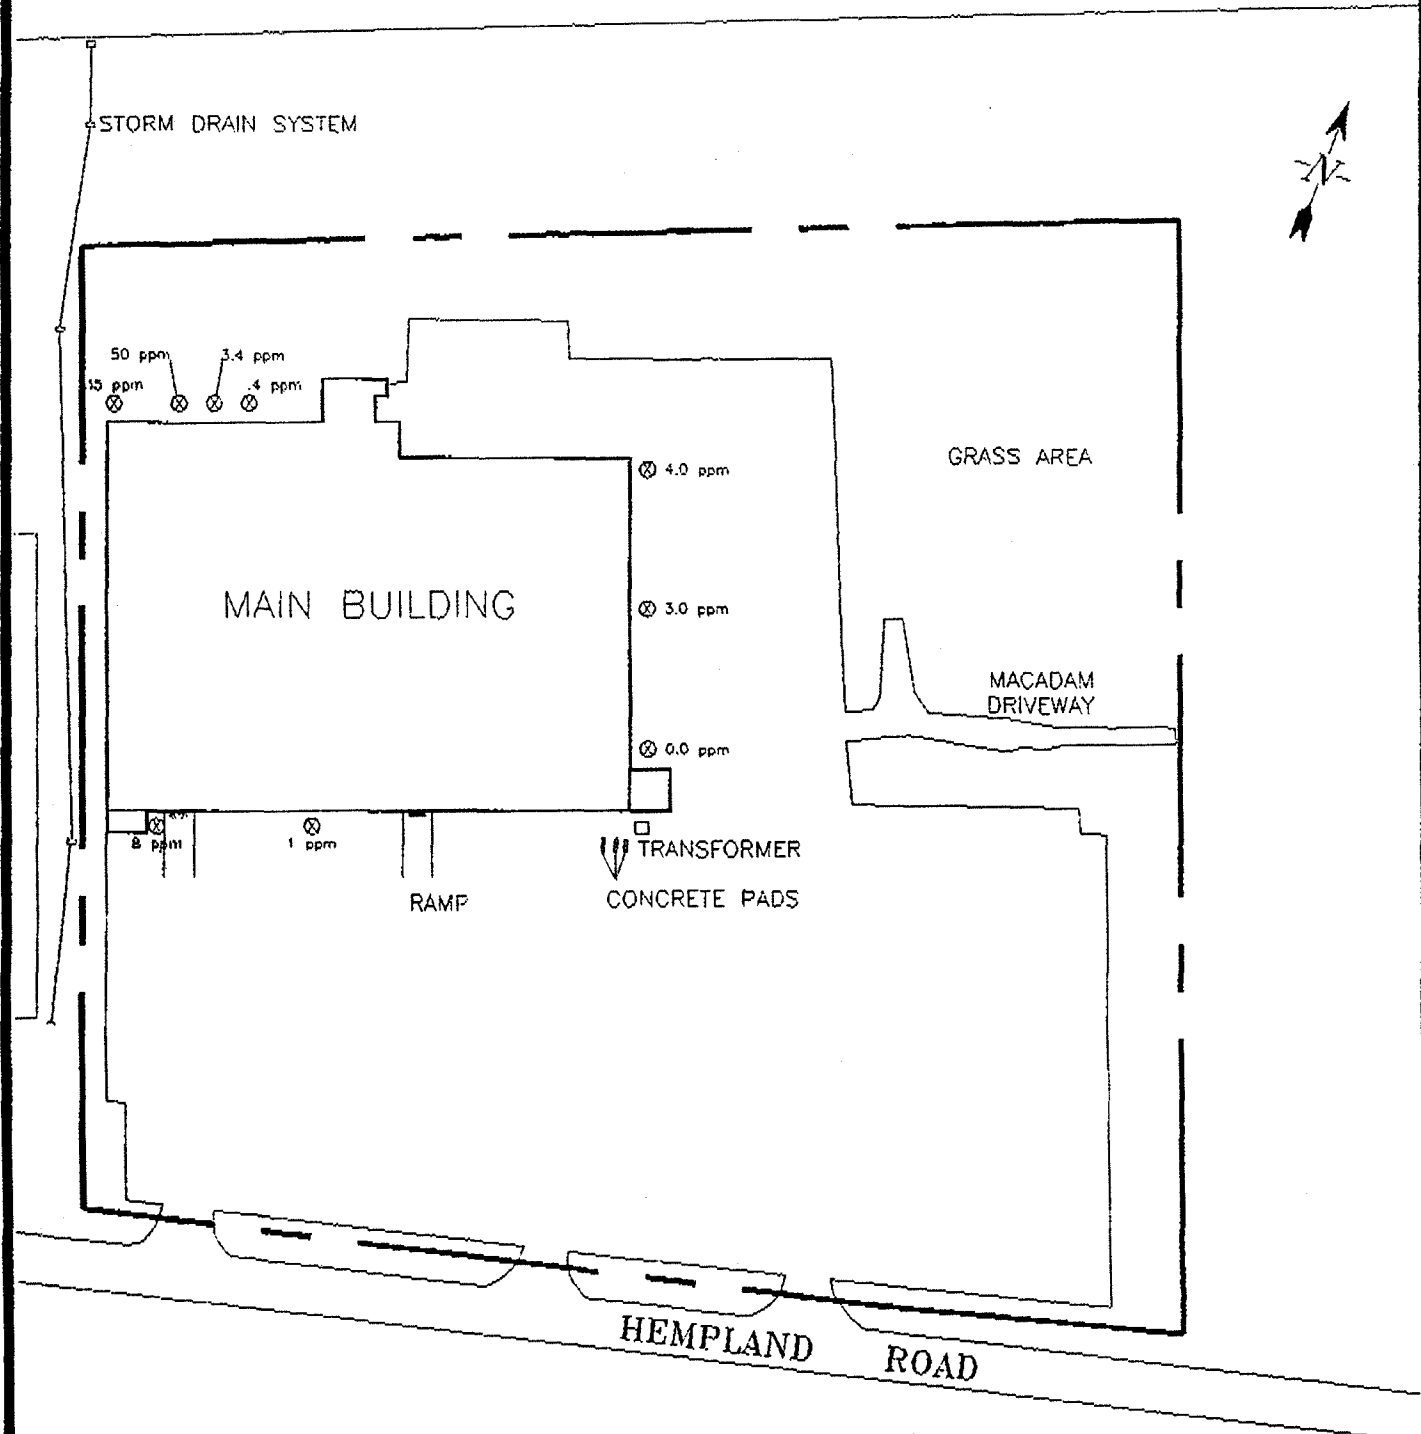 STORM DRAIN SYSTEM
N
50 ppm 3.4 ppm
15 ppm .4 ppm
GRASS AREA
4.0 ppm
MAIN BUILDING
3.0 ppm
MACADAM
DRIVEWAY
0.0 ppm
8 ppm
1 ppm
TRANSFORMER
RAMP
CONCRETE PADS
HEMPLAND ROAD